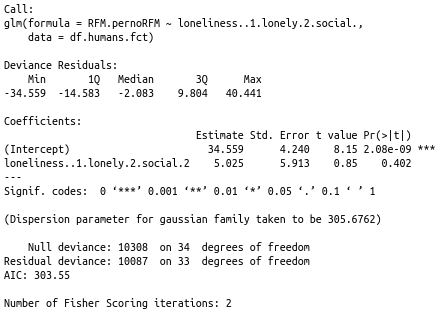 Call:
glm(formula = RFM.pernoRFM ~ loneliness..1.lonely.2.social.,
    data = df.humans.fct)

Deviance Residuals:
    Min       1Q   Median       3Q      Max
-34.559  -14.583   -2.083    9.804   40.441

Coefficients:
                               Estimate Std. Error t value Pr(>|t|)
(Intercept)                      34.559      4.240    8.15 2.08e-09 ***
loneliness..1.lonely.2.social.2    5.025      5.913    0.85    0.402
---
Signif. codes:  0 ‘***’ 0.001 ‘**’ 0.01 ‘*’ 0.05 ‘.’ 0.1 ‘ ’ 1

(Dispersion parameter for gaussian family taken to be 305.6762)

    Null deviance: 10308  on 34  degrees of freedom
Residual deviance: 10087  on 33  degrees of freedom
AIC: 303.55

Number of Fisher Scoring iterations: 2